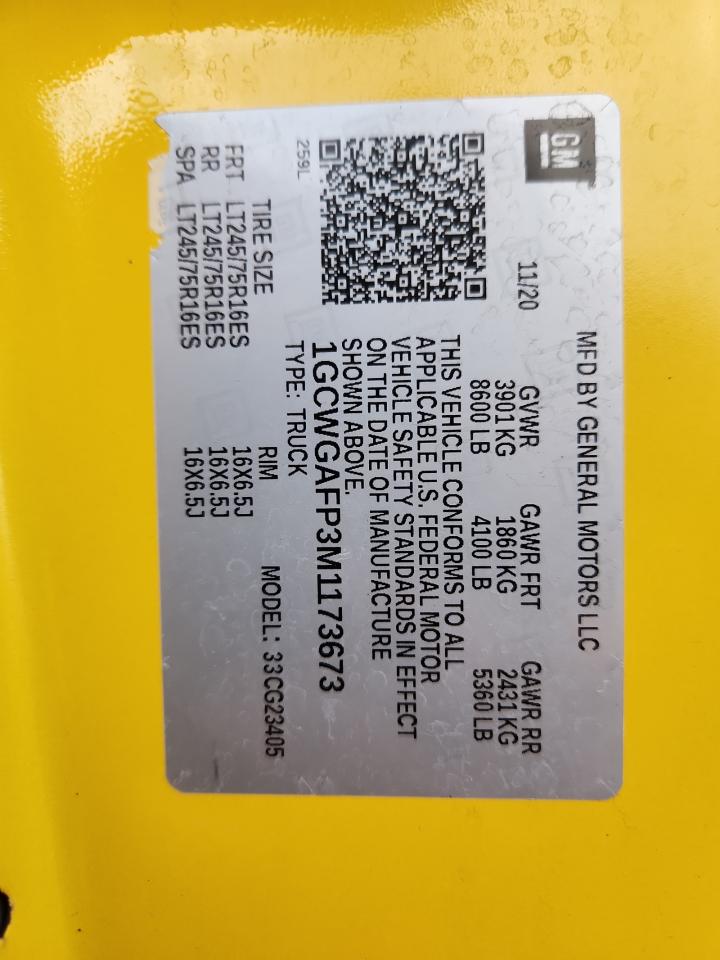 GM
MFD BY GENERAL MOTORS LLC
11/20 GVWR GAWR FRT GAWR RR
3901 KG 1860 KG 2431 KG
8600 LB 4100 LB 5360 LB
THIS VEHICLE CONFORMS TO ALL
APPLICABLE U.S. FEDERAL MOTOR
VEHICLE SAFETY STANDARDS IN EFFECT
ON THE DATE OF MANUFACTURE
SHOWN ABOVE.
1GCWGAFP3M1173673
259L
TYPE: TRUCK
MODEL: 33CG23405
TIRE SIZE RIM
FRT LT245/75R16ES 16X6.5J
RR LT245/75R16ES 16X6.5J
SPA LT245/75R16ES 16X6.5J